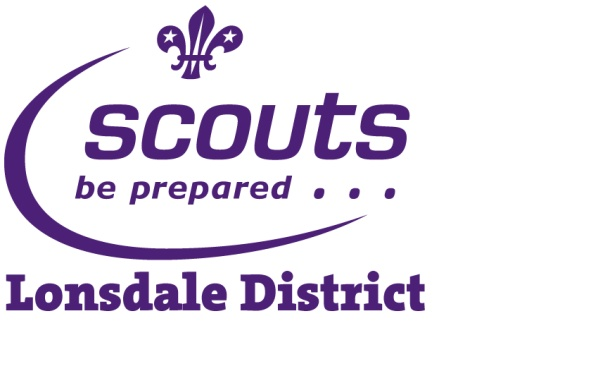 scouts
be prepared . . .
Lonsdale District